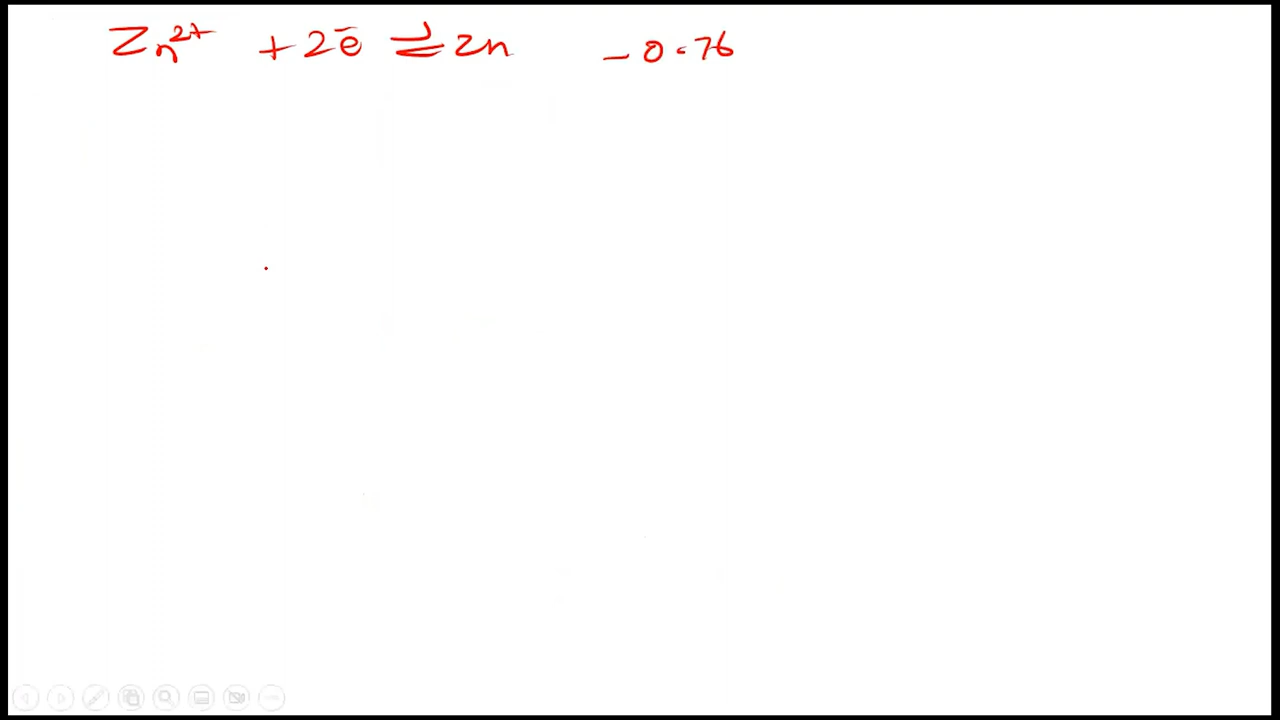 Zn²⁺ + 2e⁻ ⇌ Zn -0.76